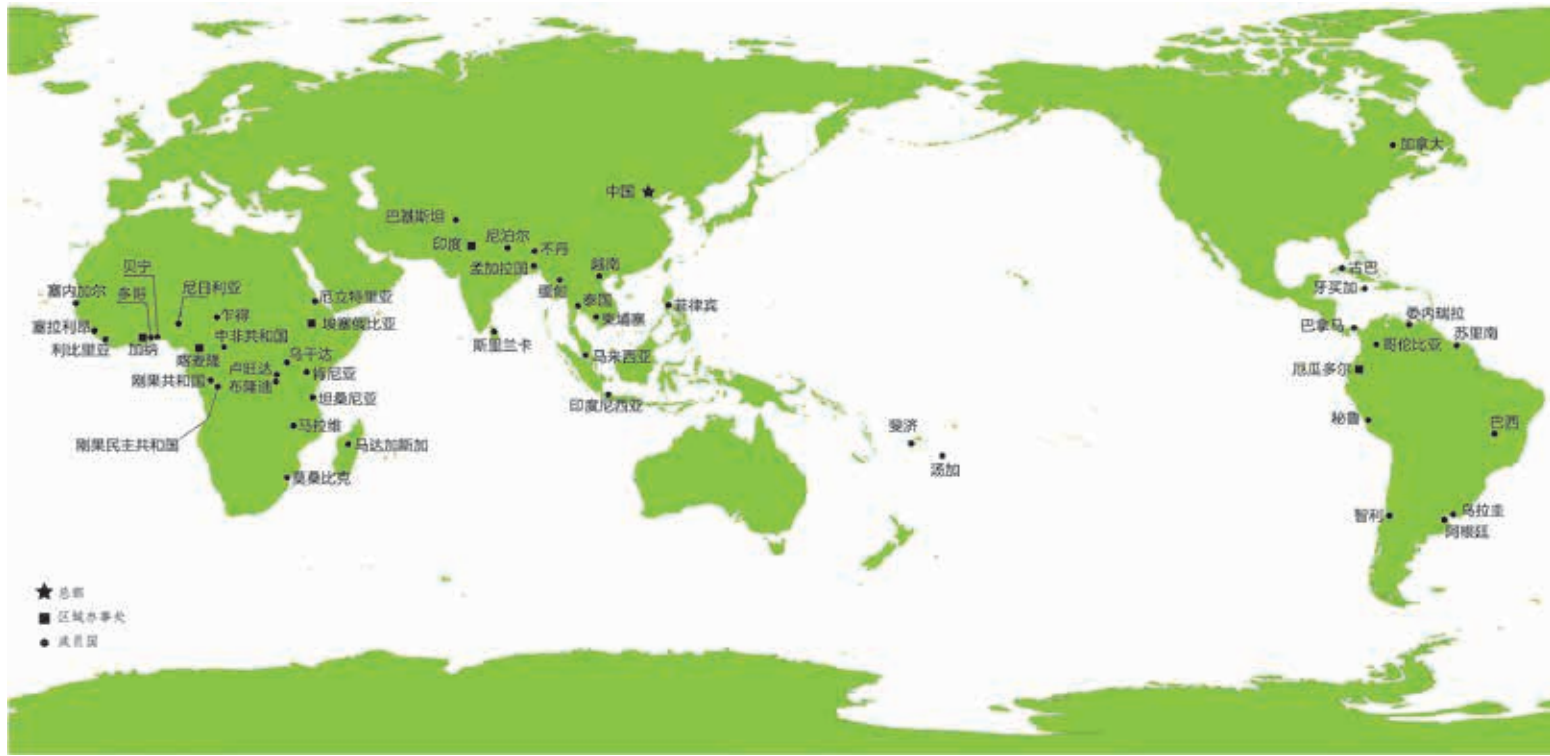 加拿大
中国
巴基斯坦
印度
尼泊尔
不丹
孟加拉国
缅甸
越南
泰国
柬埔寨
菲律宾
斯里兰卡
马来西亚
印度尼西亚
贝宁
多哥
尼日利亚
塞内加尔
乍得
厄立特里亚
埃塞俄比亚
塞拉利昂
利比里亚
加纳
中非共和国
喀麦隆
乌干达
卢旺达
肯尼亚
刚果共和国
布隆迪
坦桑尼亚
刚果民主共和国
马拉维
马达加斯加
莫桑比克
斐济
汤加
古巴
牙买加
巴拿马
委内瑞拉
哥伦比亚
苏里南
厄瓜多尔
秘鲁
巴西
智利
乌拉圭
阿根廷
总部
区域办事处
成员国